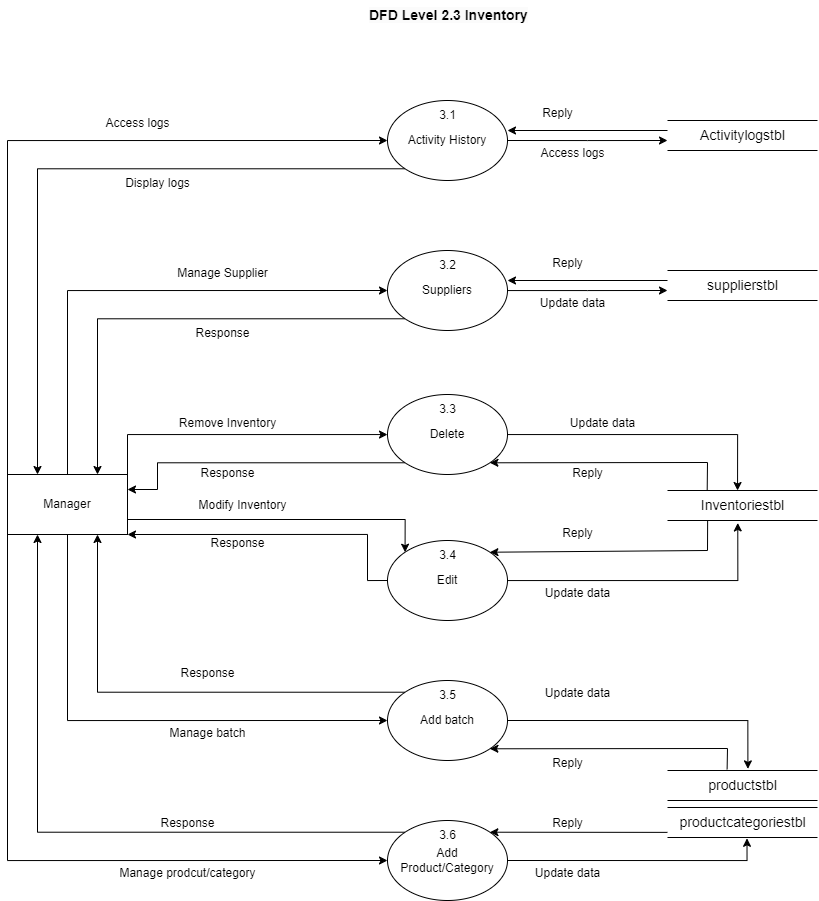 DFD Level 2.3 Inventory
Access logs
3.1
Activity History
Reply
Activitylogstbl
Access logs
Display logs
Manage Supplier
3.2
Suppliers
Reply
supplierstbl
Update data
Response
Remove Inventory
3.3
Delete
Update data
Response
Reply
Manager
Modify Inventory
Inventoriestbl
Response
3.4
Edit
Reply
Update data
Response
3.5
Add batch
Update data
Manage batch
Reply
productstbl
Response
3.6
Add
Product/Category
Reply
productcategoriestbl
Manage prodcut/category
Update data